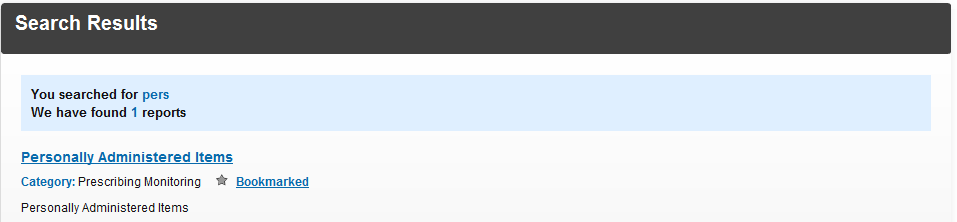 Search Results
You searched for pers
We have found 1 reports
Personally Administered Items
Category: Prescribing Monitoring Bookmarked
Personally Administered Items